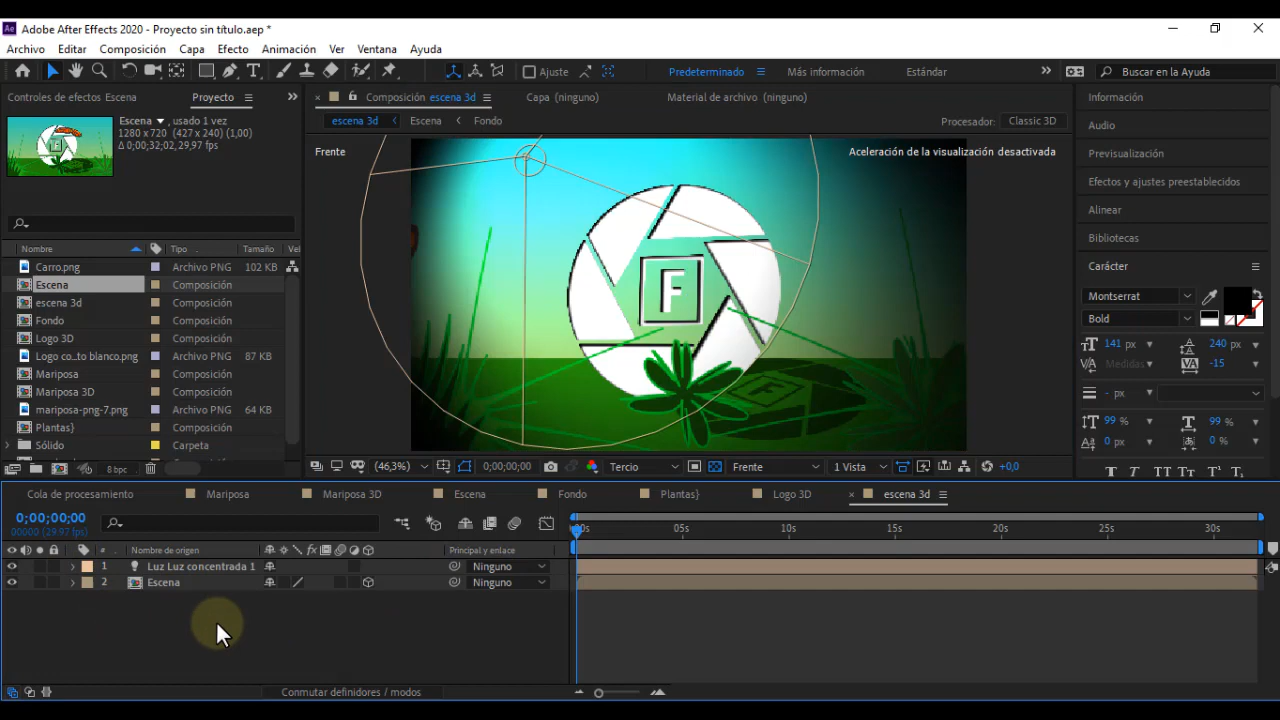 Adobe After Effects 2020 - Proyecto sin título.aep *
Archivo Editar Composición Capa Efecto Animación Ver Ventana Ayuda
Ajuste Predeterminado Más información Estándar Buscar en la Ayuda
Controles de efectos Escena Proyecto
Composición escena 3d Capa (ninguno) Material de archivo (ninguno)
Información
Escena , usado 1 vez
1280 x 720 (427 x 240) (1,00)
Δ 0;00;32;02, 29,97 fps
escena 3d Escena Fondo Procesador: Classic 3D
Audio
Frente Aceleración de la visualización desactivada
Previsualización
Efectos y ajustes preestablecidos
Alinear
Bibliotecas
Nombre Tipo Tamaño Vel
Carro.png Archivo PNG 102 KB
Escena Composición
escena 3d Composición
Fondo Composición
Logo 3D Composición
Logo co..to blanco.png Archivo PNG 87 KB
Mariposa Composición
Mariposa 3D Composición
mariposa-png-7.png Archivo PNG 64 KB
Plantas} Composición
Sólido Carpeta
8 bpc
F
F
Carácter
Montserrat
Bold
141 px 240 px
Medidas -15
- px
99 % 99 %
0 px 0 %
T T TT Tr T¹ T₁
(46,3%) 0;00;00;00 Tercio Frente 1 Vista +0,0
Cola de procesamiento Mariposa Mariposa 3D Escena Fondo Plantas} Logo 3D escena 3d
0;00;00;00
00000 (29.97 fps)
:00s 05s 10s 15s 20s 25s 30s
# Nombre de origen fx Principal y enlace
1 Luz Luz concentrada 1 Ninguno
2 Escena Ninguno
Conmutar definidores / modos